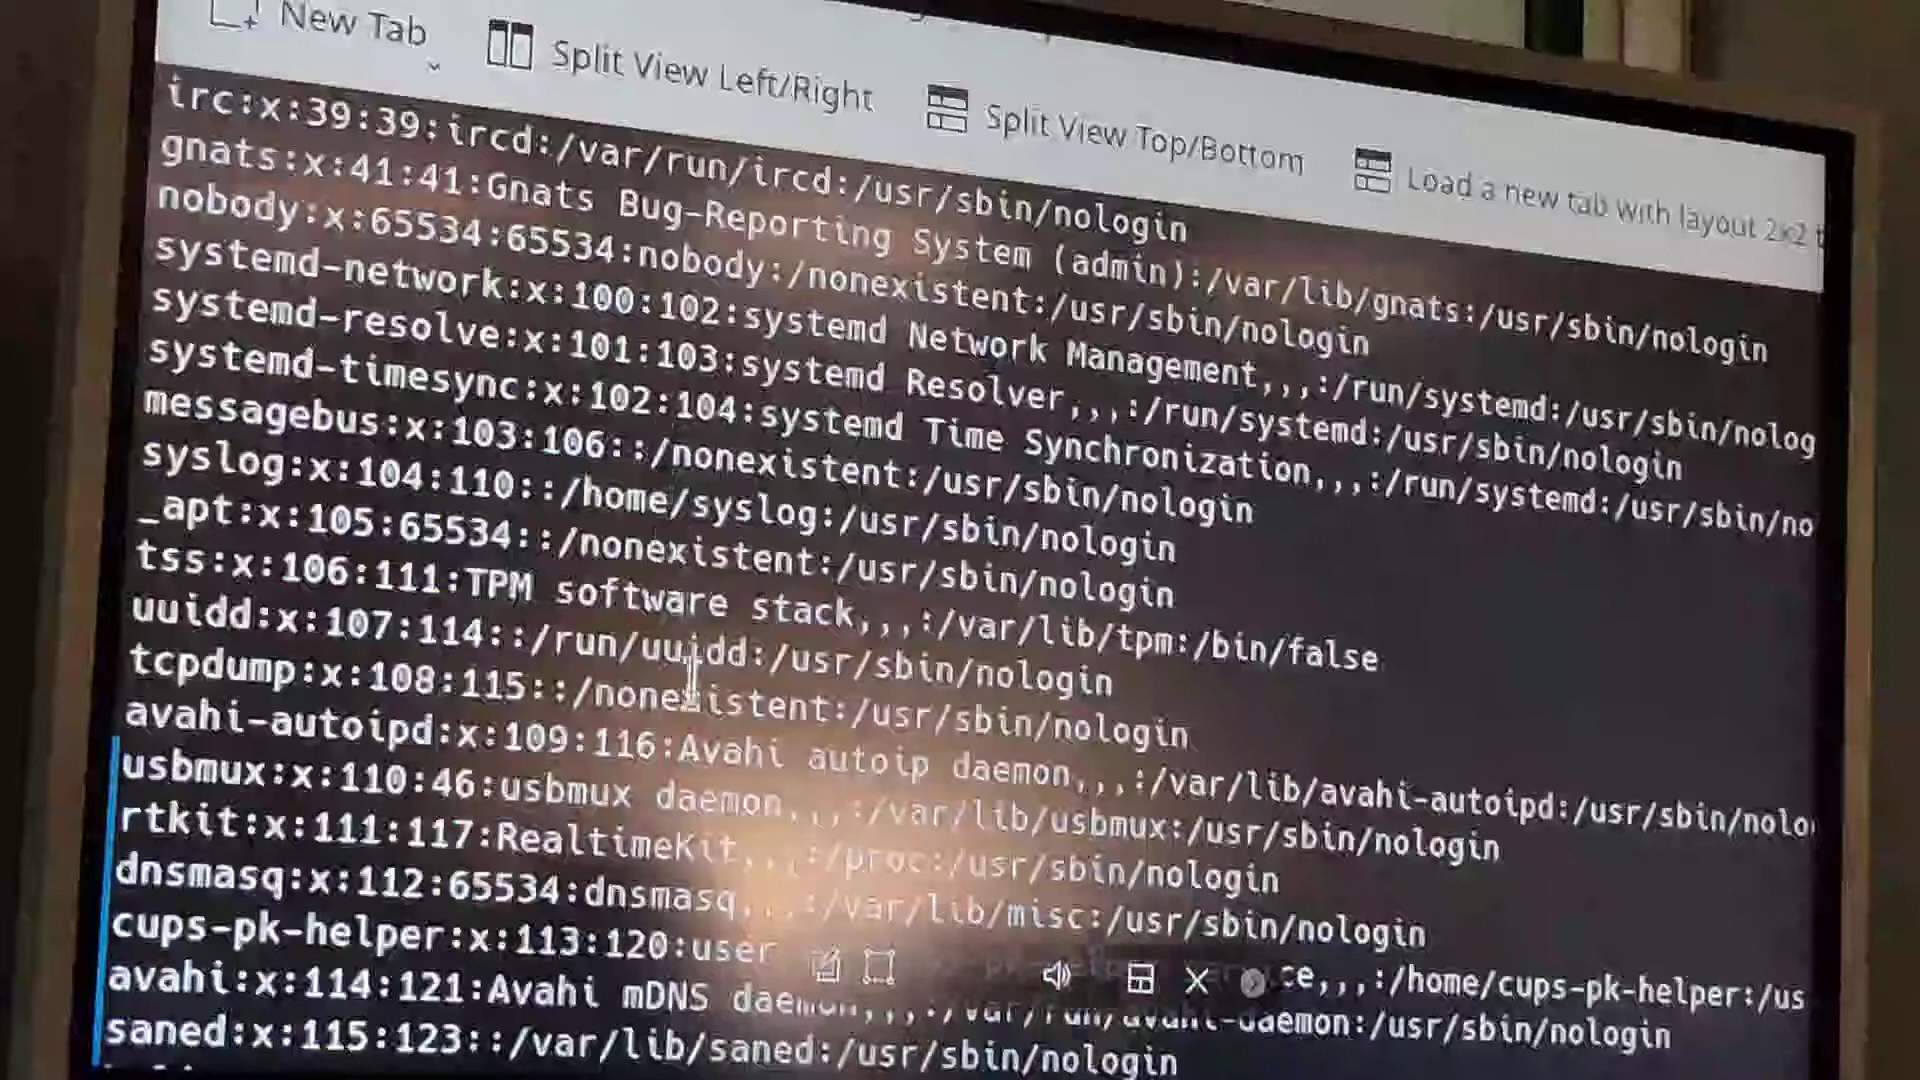 New Tab
Split View Left/Right
Split View Top/Bottom
Load a new tab with layout 2x2 t
irc:x:39:39:ircd:/var/run/ircd:/usr/sbin/nologin
gnats:x:41:41:Gnats Bug-Reporting System (admin):/var/lib/gnats:/usr/sbin/nologin
nobody:x:65534:65534:nobody:/nonexistent:/usr/sbin/nologin
systemd-network:x:100:102:systemd Network Management,,,:/run/systemd:/usr/sbin/nolog
systemd-resolve:x:101:103:systemd Resolver,,,:/run/systemd:/usr/sbin/nologin
systemd-timesync:x:102:104:systemd Time Synchronization,,,:/run/systemd:/usr/sbin/no
messagebus:x:103:106::/nonexistent:/usr/sbin/nologin
syslog:x:104:110::/home/syslog:/usr/sbin/nologin
_apt:x:105:65534::/nonexistent:/usr/sbin/nologin
tss:x:106:111:TPM software stack,,,:/var/lib/tpm:/bin/false
uuidd:x:107:114::/run/uuidd:/usr/sbin/nologin
tcpdump:x:108:115::/nonexistent:/usr/sbin/nologin
avahi-autoipd:x:109:116:Avahi autoip daemon,,,:/var/lib/avahi-autoipd:/usr/sbin/nolo
usbmux:x:110:46:usbmux daemon,,,:/var/lib/usbmux:/usr/sbin/nologin
rtkit:x:111:117:RealtimeKit,,,:/proc:/usr/sbin/nologin
dnsmasq:x:112:65534:dnsmasq,,,:/var/lib/misc:/usr/sbin/nologin
cups-pk-helper:x:113:120:user ce,,,:/home/cups-pk-helper:/us
avahi:x:114:121:Avahi mDNS daemon,,,:/var/run/avahi-daemon:/usr/sbin/nologin
saned:x:115:123::/var/lib/saned:/usr/sbin/nologin